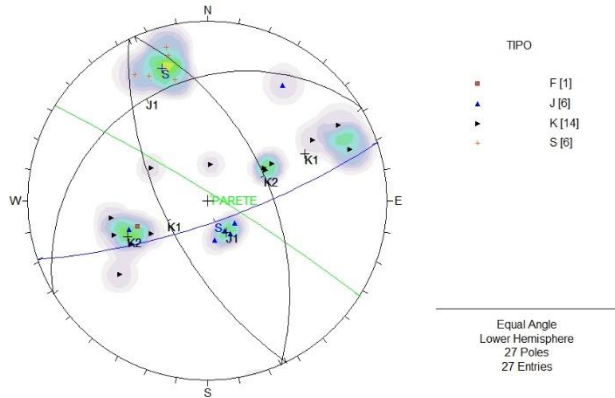 N
TIPO
F [1]
J [6]
K [14]
S [6]
S
J1
K1
K2
W
PARETE
E
S
K1
J1
K2
S
Equal Angle
Lower Hemisphere
27 Poles
27 Entries